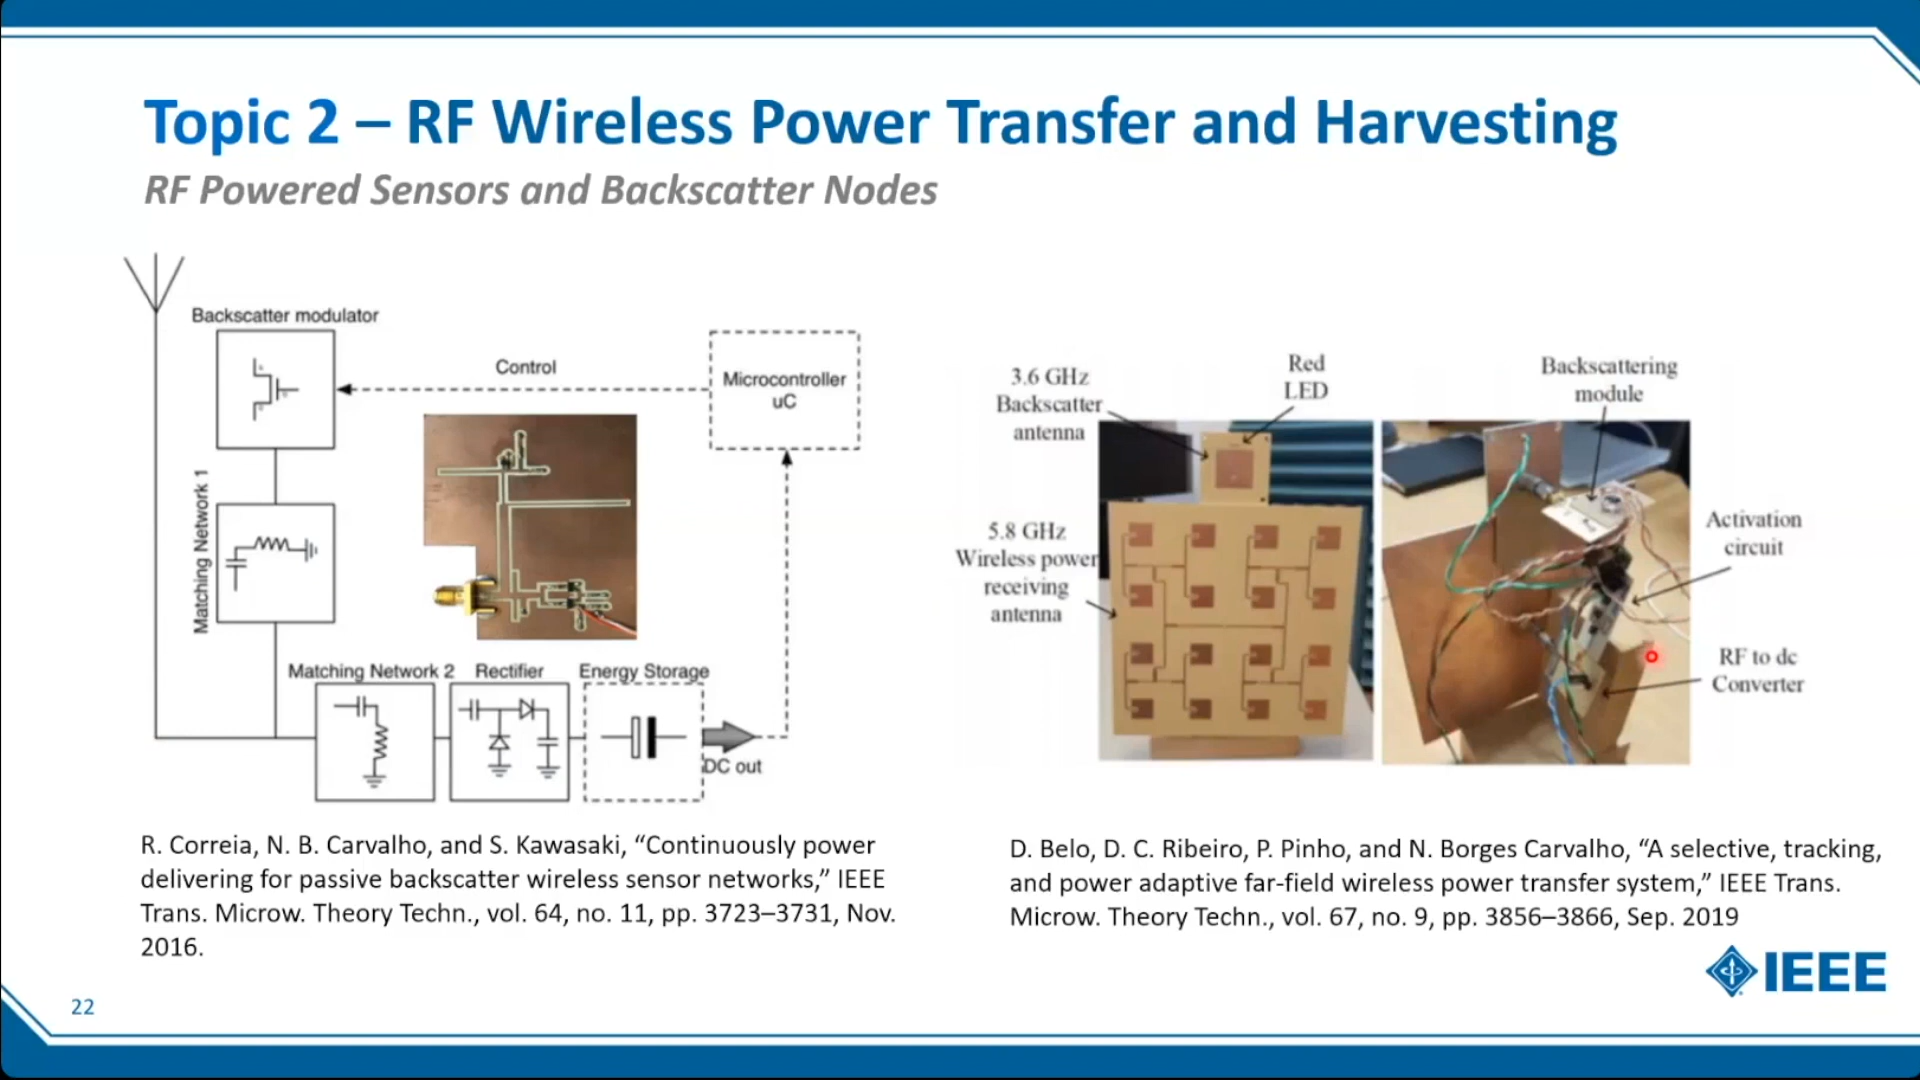 Topic 2 – RF Wireless Power Transfer and Harvesting
RF Powered Sensors and Backscatter Nodes
Backscatter modulator
Control
Microcontroller
uC
Matching Network 1
Matching Network 2
Rectifier
Energy Storage
DC out
3.6 GHz
Backscatter
antenna
Red
LED
Backscattering
module
5.8 GHz
Wireless power
receiving
antenna
Activation
circuit
RF to dc
Converter
R. Correia, N. B. Carvalho, and S. Kawasaki, “Continuously power
delivering for passive backscatter wireless sensor networks,” IEEE
Trans. Microw. Theory Techn., vol. 64, no. 11, pp. 3723–3731, Nov.
2016.
D. Belo, D. C. Ribeiro, P. Pinho, and N. Borges Carvalho, “A selective, tracking,
and power adaptive far-field wireless power transfer system,” IEEE Trans.
Microw. Theory Techn., vol. 67, no. 9, pp. 3856–3866, Sep. 2019
IEEE
22